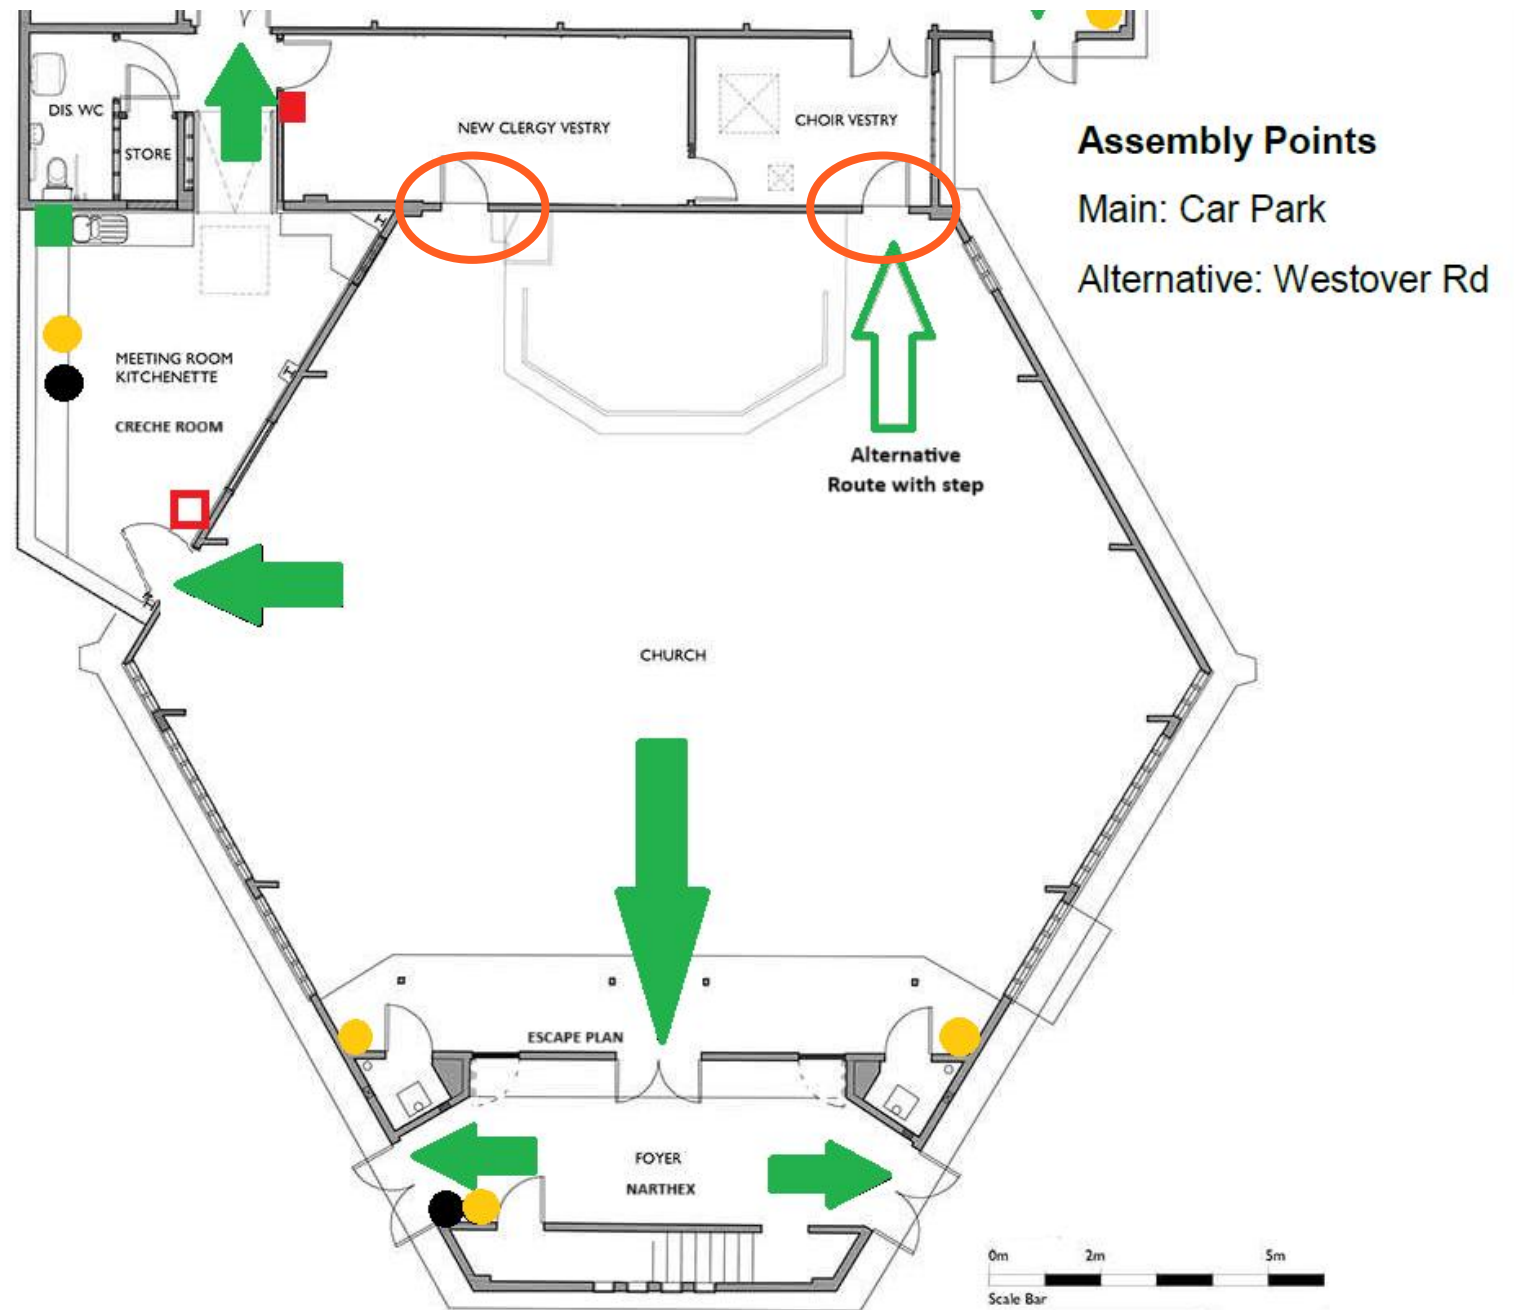 DIS. WC
STORE
NEW CLERGY VESTRY
CHOIR VESTRY
Assembly Points
Main: Car Park
Alternative: Westover Rd
MEETING ROOM
KITCHENETTE
CRECHE ROOM
Alternative
Route with step
CHURCH
ESCAPE PLAN
FOYER
NARTHEX
0m 2m 5m
Scale Bar